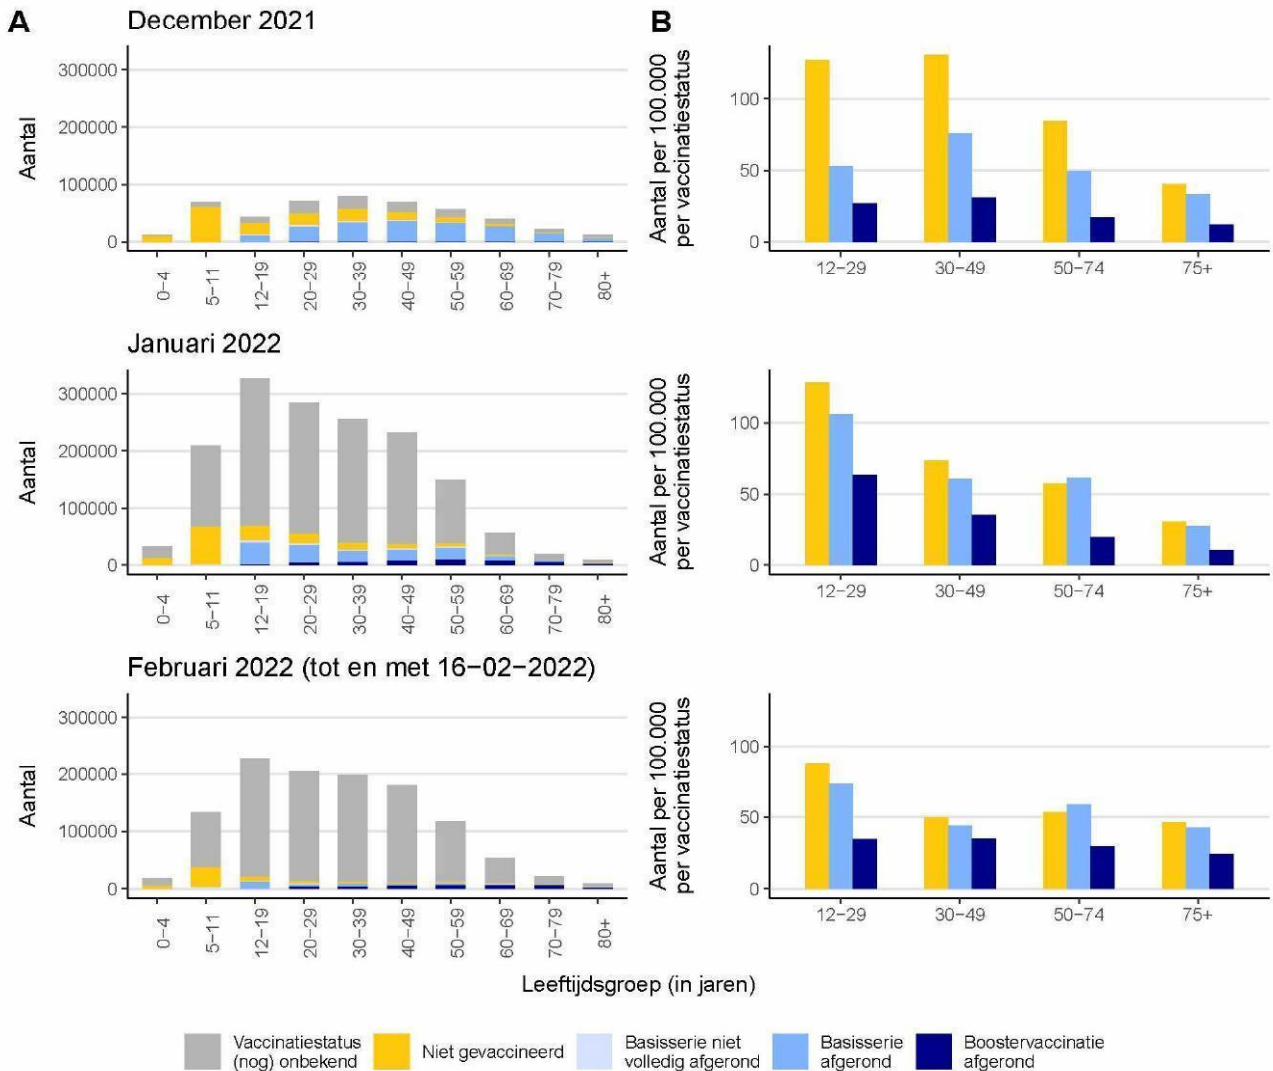 A
December 2021
B
Aantal
300000
200000
100000
0
0−4
5−11
12−19
20−29
30−39
40−49
50−59
60−69
70−79
80+
Aantal per 100.000
per vaccinatiestatus
100
50
0
12−29
30−49
50−74
75+
Januari 2022
Aantal
300000
200000
100000
0
0−4
5−11
12−19
20−29
30−39
40−49
50−59
60−69
70−79
80+
Aantal per 100.000
per vaccinatiestatus
100
50
0
12−29
30−49
50−74
75+
Februari 2022 (tot en met 16−02−2022)
Aantal
300000
200000
100000
0
0−4
5−11
12−19
20−29
30−39
40−49
50−59
60−69
70−79
80+
Aantal per 100.000
per vaccinatiestatus
100
50
0
12−29
30−49
50−74
75+
Leeftijdsgroep (in jaren)
Vaccinatiestatus
(nog) onbekend
Niet gevaccineerd
Basisserie niet
volledig afgerond
Basisserie
afgerond
Boostervaccinatie
afgerond